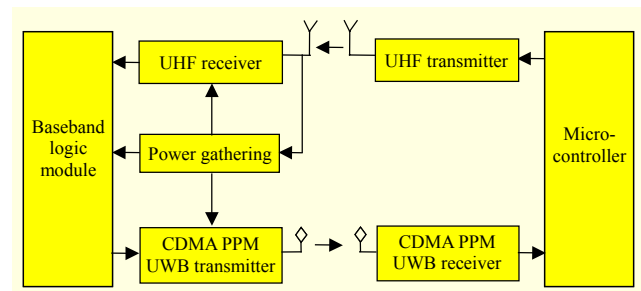 UHF receiver
UHF transmitter
Baseband
logic
module
Power gathering
Micro-
controller
CDMA PPM
UWB transmitter
CDMA PPM
UWB receiver